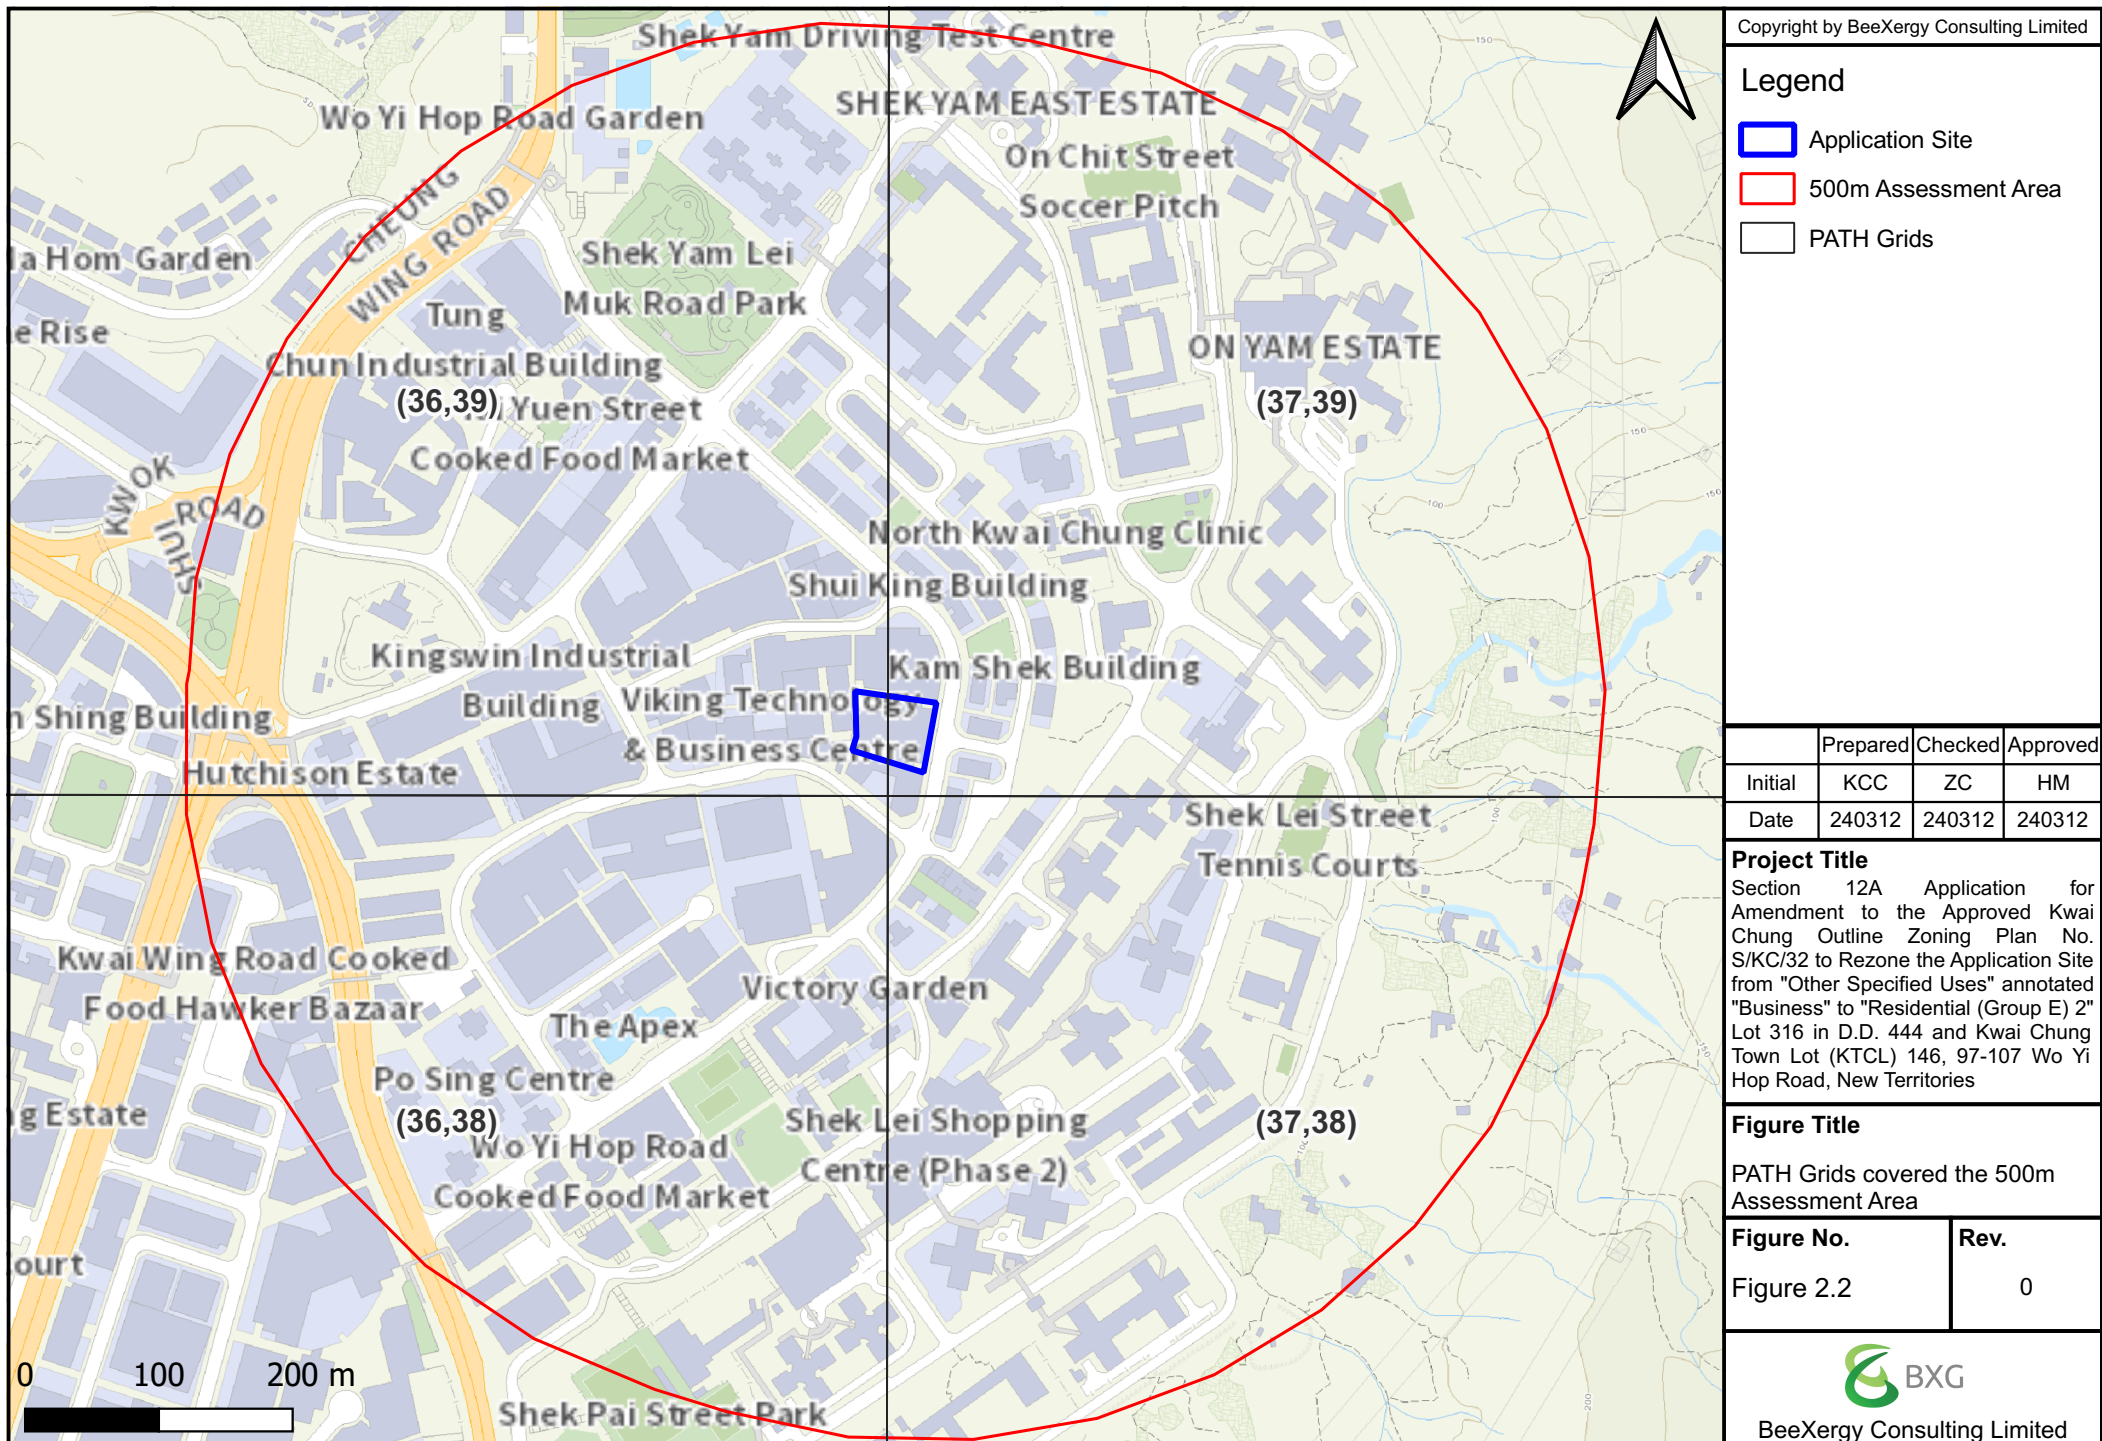 Shek Yam Driving Test Centre
Wo Yi Hop Road Garden
SHEK YAM EAST ESTATE
On Chit Street
Soccer Pitch
CHEUNG
WING ROAD
Shek Yam Lei
Muk Road Park
la Hom Garden
Tung
Chun Industrial Building
e Rise
ON YAM ESTATE
(36,39)
Yuen Street
Cooked Food Market
(37,39)
KWOK
SHUI
ROAD
North Kwai Chung Clinic
Shui King Building
Kingswin Industrial
Building
Kam Shek Building
Viking Technology
& Business Centre
n Shing Building
Hutchison Estate
Shek Lei Street
Tennis Courts
Kwai Wing Road Cooked
Food Hawker Bazaar
Victory Garden
The Apex
Po Sing Centre
(36,38)
g Estate
Wo Yi Hop Road
Cooked Food Market
Shek Lei Shopping
Centre (Phase 2)
(37,38)
ourt
Shek Pai Street Park
150
50
150
150
100
100
150
100
200
0 100 200 m
Copyright by BeeXergy Consulting Limited
Legend
Application Site
500m Assessment Area
PATH Grids
Prepared Checked Approved
Initial KCC ZC HM
Date 240312 240312 240312
Project Title
Section 12A Application for
Amendment to the Approved Kwai
Chung Outline Zoning Plan No.
S/KC/32 to Rezone the Application Site
from "Other Specified Uses" annotated
"Business" to "Residential (Group E) 2"
Lot 316 in D.D. 444 and Kwai Chung
Town Lot (KTCL) 146, 97-107 Wo Yi
Hop Road, New Territories
Figure Title
PATH Grids covered the 500m
Assessment Area
Figure No. Rev.
Figure 2.2 0
BXG
BeeXergy Consulting Limited